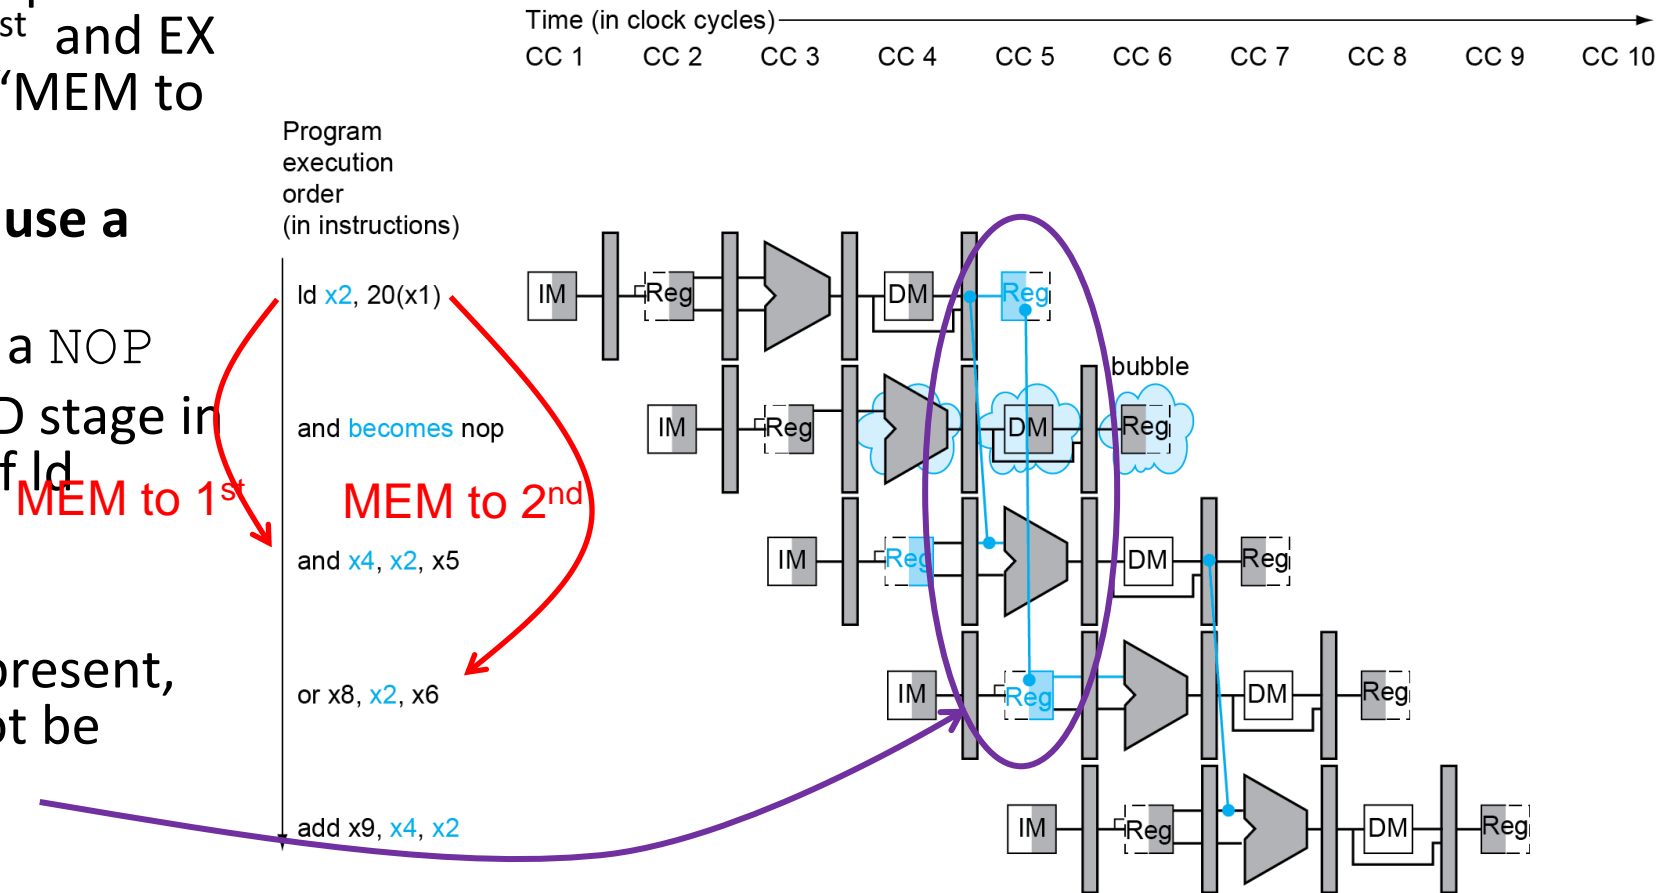 st and EX
“MEM to
use a
a NOP
D stage in
f ld
present,
ot be
Time (in clock cycles)
CC 1 CC 2 CC 3 CC 4 CC 5 CC 6 CC 7 CC 8 CC 9 CC 10
Program
execution
order
(in instructions)
ld x2, 20(x1)
IM Reg DM Reg
bubble
and becomes nop
IM Reg DM Reg
MEM to 1st
MEM to 2nd
and x4, x2, x5
IM Reg DM Reg
or x8, x2, x6
IM Reg DM Reg
add x9, x4, x2
IM Reg DM Reg